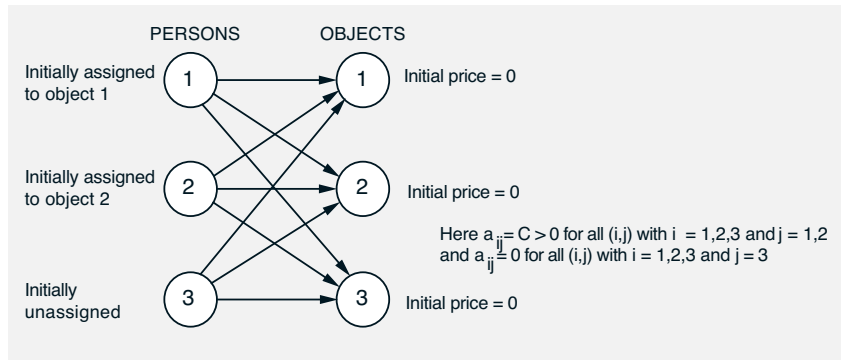 PERSONS
OBJECTS
Initially assigned
to object 1
1
1
Initial price = 0
Initially assigned
to object 2
2
2
Initial price = 0
Here a ij = C > 0 for all (i,j) with i = 1,2,3 and j = 1,2
and a ij = 0 for all (i,j) with i = 1,2,3 and j = 3
Initially
unassigned
3
3
Initial price = 0